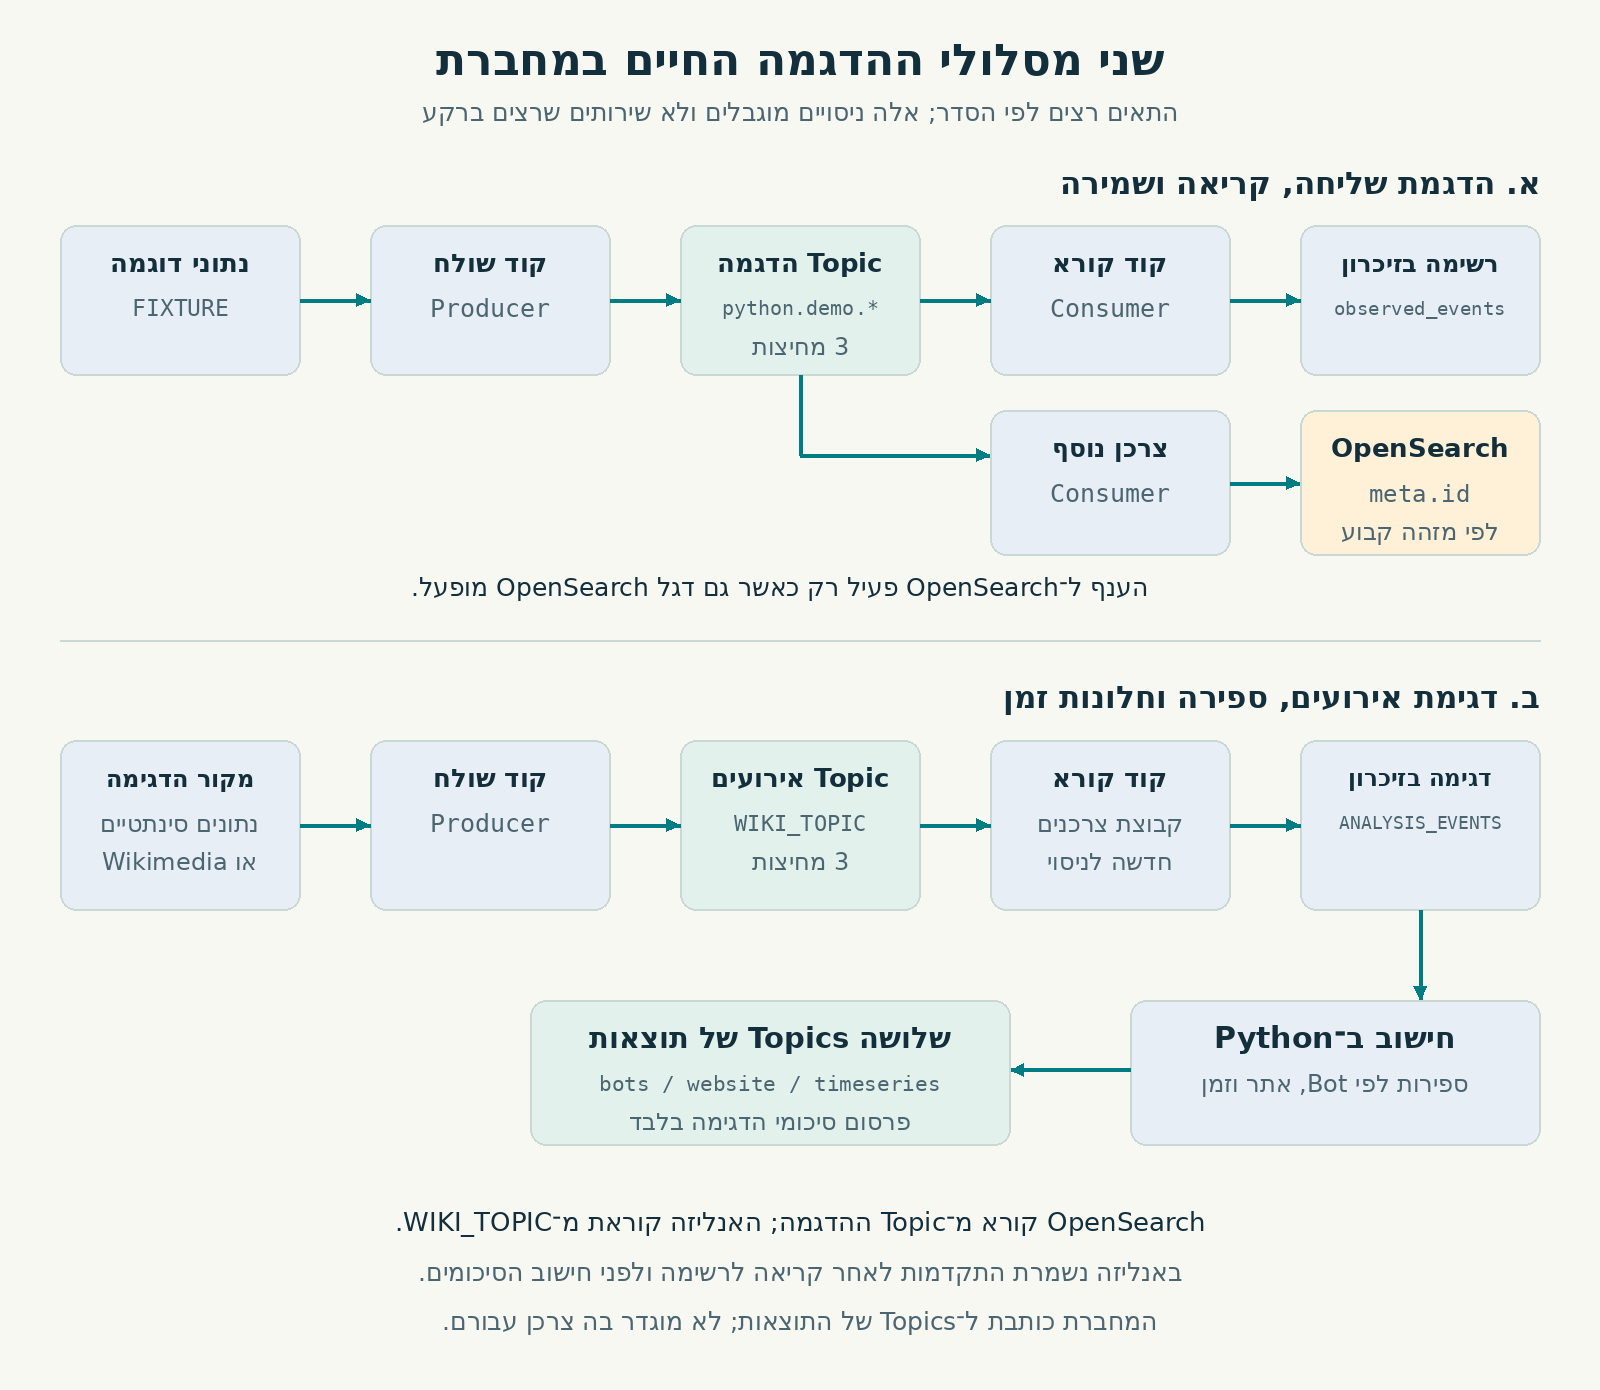 שני מסלולי ההדגמה החיים במחברת
התאים רצים לפי הסדר; אלה ניסויים מוגבלים ולא שירותים שרצים ברקע
א. הדגמת שליחה, קריאה ושמירה
נתוני דוגמה
FIXTURE
קוד שולח
Producer
Topic הדגמה
python.demo.*
3 מחיצות
קוד קורא
Consumer
רשימה בזיכרון
observed_events
צרכן נוסף
Consumer
OpenSearch
meta.id
לפי מזהה קבוע
הענף ל־OpenSearch פעיל רק כאשר גם דגל OpenSearch מופעל.
ב. דגימת אירועים, ספירה וחלונות זמן
מקור הדגימה
נתונים סינתטיים
או Wikimedia
קוד שולח
Producer
Topic אירועים
WIKI_TOPIC
3 מחיצות
קוד קורא
קבוצת צרכנים
חדשה לניסוי
דגימה בזיכרון
ANALYSIS_EVENTS
חישוב ב־Python
ספירות לפי Bot, אתר וזמן
שלושה Topics של תוצאות
bots / website / timeseries
פרסום סיכומי הדגימה בלבד
OpenSearch קורא מ־Topic ההדגמה; האנליזה קוראת מ־WIKI_TOPIC.
באנליזה נשמרת התקדמות לאחר קריאה לרשימה ולפני חישוב הסיכומים.
המחברת כותבת ל־Topics של התוצאות; לא מוגדר בה צרכן עבורם.